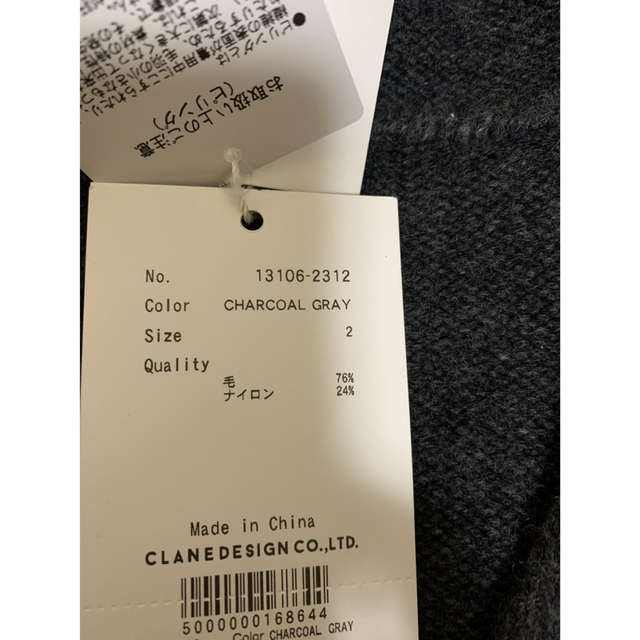 お取扱い上のご注意
(ピリング)
No. 13106-2312
Color CHARCOAL GRAY
Size 2
Quality
毛 76%
ナイロン 24%
Made in China
CLANE DESIGN CO.,LTD.
5000000168644
Color CHARCOAL GRAY